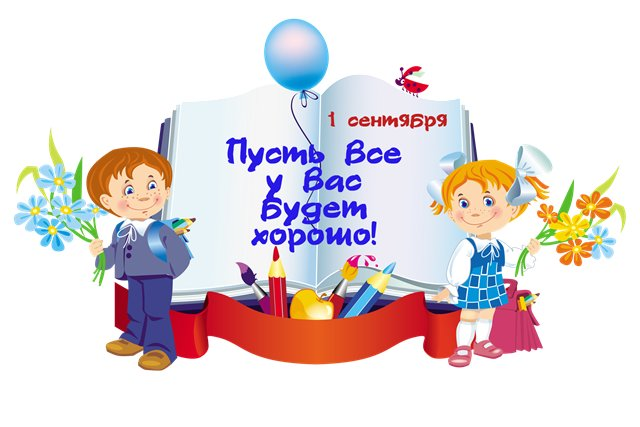 1 сентября
Пусть Все
у Вас
Будет
хорошо!